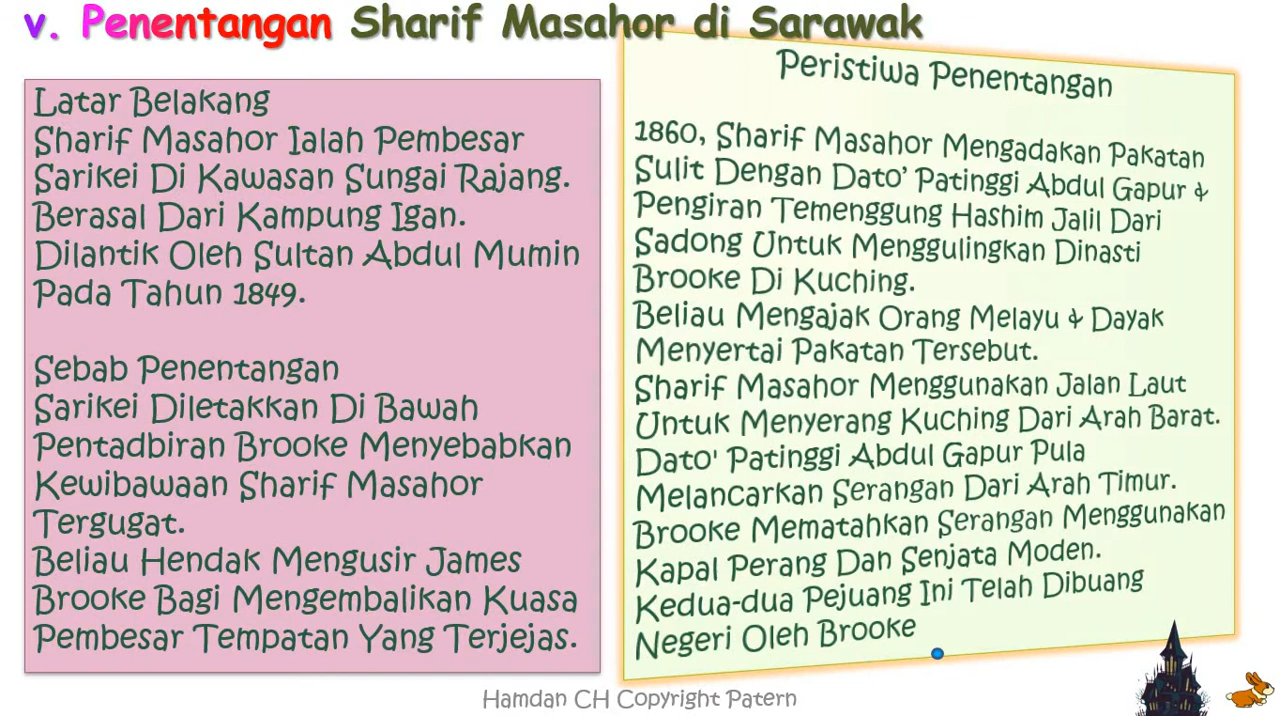 v. Penentangan Sharif Masahor di Sarawak
Latar Belakang
Sharif Masahor Ialah Pembesar
Sarikei Di Kawasan Sungai Rajang.
Berasal Dari Kampung Igan.
Dilantik Oleh Sultan Abdul Mumin
Pada Tahun 1849.
Sebab Penentangan
Sarikei Diletakkan Di Bawah
Pentadbiran Brooke Menyebabkan
Kewibawaan Sharif Masahor
Tergugat.
Beliau Hendak Mengusir James
Brooke Bagi Mengembalikan Kuasa
Pembesar Tempatan Yang Terjejas.
Peristiwa Penentangan
1860, Sharif Masahor Mengadakan Pakatan
Sulit Dengan Dato' Patinggi Abdul Gapur &
Pengiran Temenggung Hashim Jalil Dari
Sadong Untuk Menggulingkan Dinasti
Brooke Di Kuching.
Beliau Mengajak Orang Melayu & Dayak
Menyertai Pakatan Tersebut.
Sharif Masahor Menggunakan Jalan Laut
Untuk Menyerang Kuching Dari Arah Barat.
Dato' Patinggi Abdul Gapur Pula
Melancarkan Serangan Dari Arah Timur.
Brooke Mematahkan Serangan Menggunakan
Kapal Perang Dan Senjata Moden.
Kedua-dua Pejuang Ini Telah Dibuang
Negeri Oleh Brooke
Hamdan CH Copyright Patern